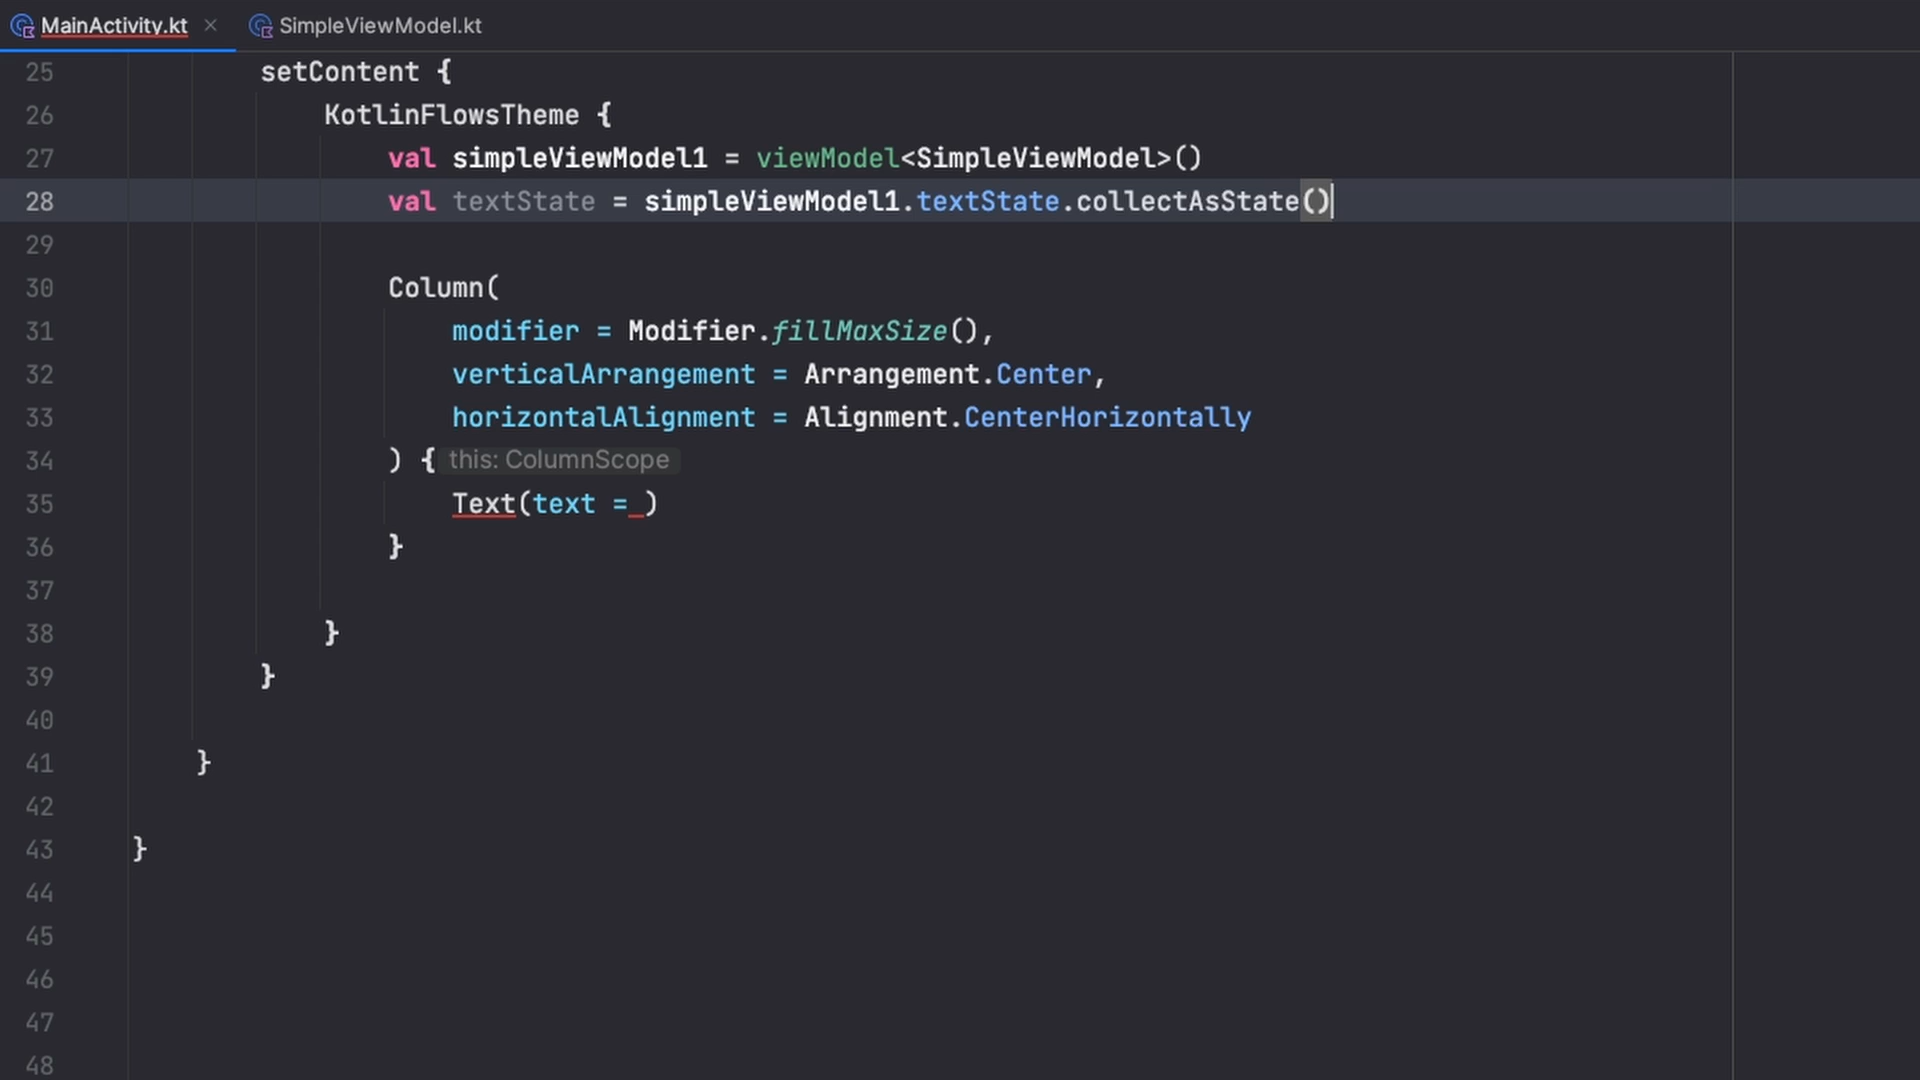 MainActivity.kt × SimpleViewModel.kt
25 setContent {
26 KotlinFlowsTheme {
27 val simpleViewModel1 = viewModel<SimpleViewModel>()
28 val textState = simpleViewModel1.textState.collectAsState()
29
30 Column(
31 modifier = Modifier.fillMaxSize(),
32 verticalArrangement = Arrangement.Center,
33 horizontalAlignment = Alignment.CenterHorizontally
34 ) { this: ColumnScope
35 Text(text = )
36 }
37
38 }
39 }
40
41 }
42
43 }
44
45
46
47
48